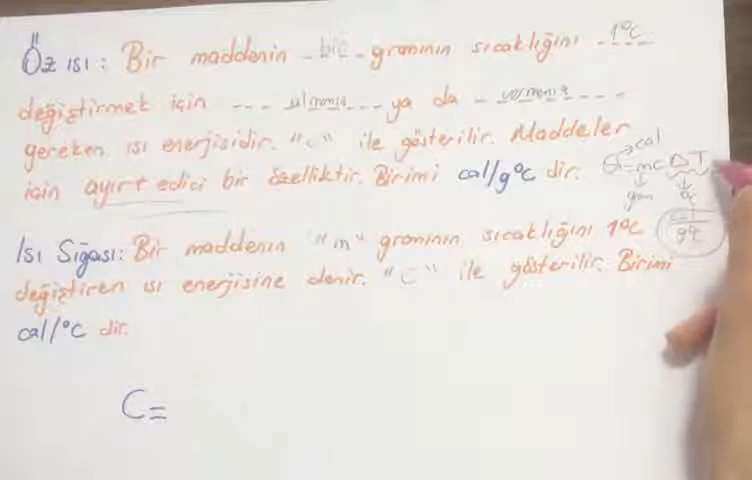 Öz ısı: Bir maddenin - bir - gramının sıcaklığını - 1°C - - -
değiştirmek için - - - alması - - - ya da - vermesi - - -
gereken ısı enerjisidir. "c" ile gösterilir. Maddeler
için ayırt edici bir özelliktir. Birimi cal/g°C dir.
cal
Q=mcΔT
gram °C
cal
g°C
Isı Sığası: Bir maddenin "m" gramının sıcaklığını 1°C
değiştiren ısı enerjisine denir. "C" ile gösterilir. Birimi
cal/°C dir.
C=